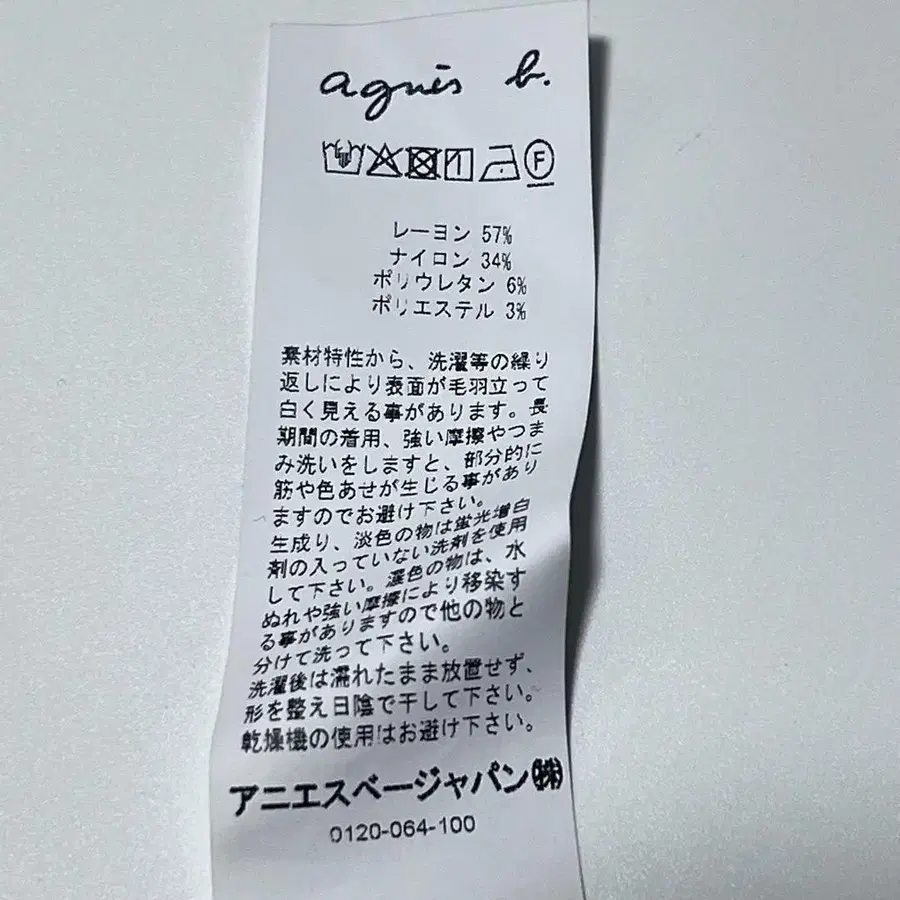 agnès b.
F
レーヨン 57%
ナイロン 34%
ポリウレタン 6%
ポリエステル 3%
素材特性から、洗濯等の繰り
返しにより表面が毛羽立って
白く見える事があります。長
期間の着用、強い摩擦やつま
み洗いをしますと、部分的に
筋や色あせが生じる事があり
ますのでお避け下さい。
生成り、淡色の物は蛍光増白
剤の入っていない洗剤を使用
して下さい。濃色の物は、水
ぬれや強い摩擦により移染す
る事がありますので他の物と
分けて洗って下さい。
洗濯後は濡れたまま放置せず、
形を整え日陰で干して下さい。
乾燥機の使用はお避け下さい。
アニエスベージャパン㈱
0120-064-100